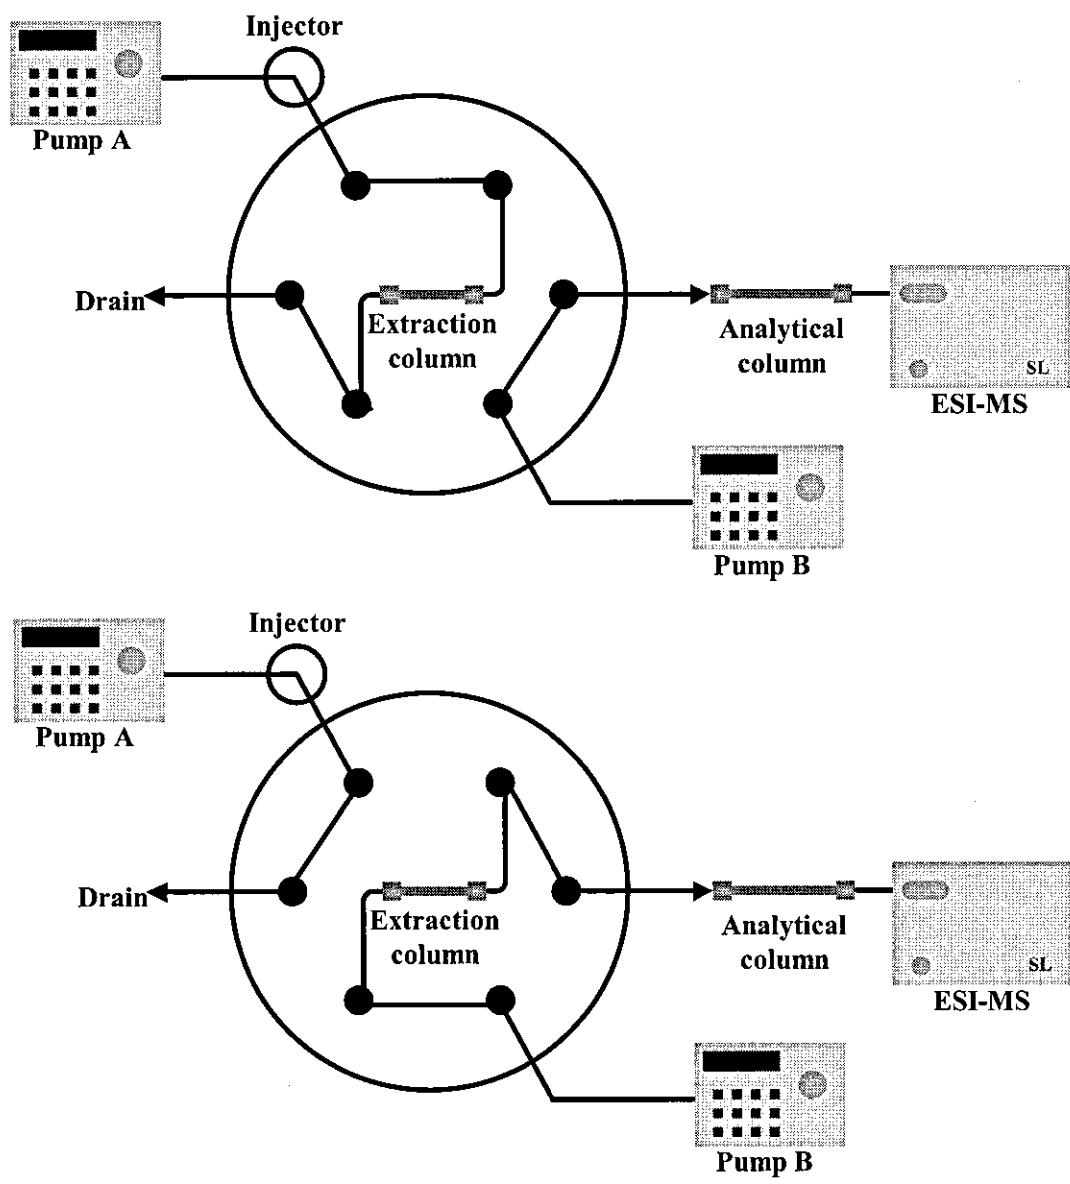 Injector
Pump A
Drain
Extraction
column
Analytical
column
SL
ESI-MS
Pump B
Injector
Pump A
Drain
Extraction
column
Analytical
column
SL
ESI-MS
Pump B